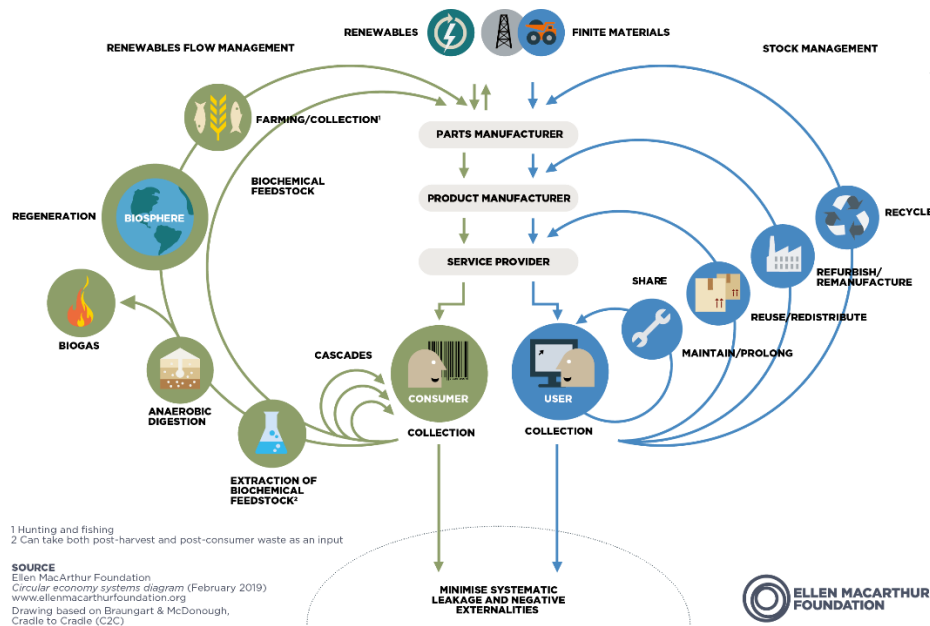 RENEWABLES
FINITE MATERIALS
RENEWABLES FLOW MANAGEMENT
STOCK MANAGEMENT
FARMING/COLLECTION¹
PARTS MANUFACTURER
BIOCHEMICAL
FEEDSTOCK
PRODUCT MANUFACTURER
REGENERATION
BIOSPHERE
RECYCLE
SERVICE PROVIDER
REFURBISH/
REMANUFACTURE
SHARE
REUSE/REDISTRIBUTE
BIOGAS
MAINTAIN/PROLONG
CASCADES
ANAEROBIC
DIGESTION
CONSUMER
USER
COLLECTION
COLLECTION
EXTRACTION OF
BIOCHEMICAL
FEEDSTOCK²
1 Hunting and fishing
2 Can take both post-harvest and post-consumer waste as an input
SOURCE
Ellen MacArthur Foundation
Circular economy systems diagram (February 2019)
www.ellenmacarthurfoundation.org
Drawing based on Braungart & McDonough,
Cradle to Cradle (C2C)
MINIMISE SYSTEMATIC
LEAKAGE AND NEGATIVE
EXTERNALITIES
ELLEN MACARTHUR
FOUNDATION